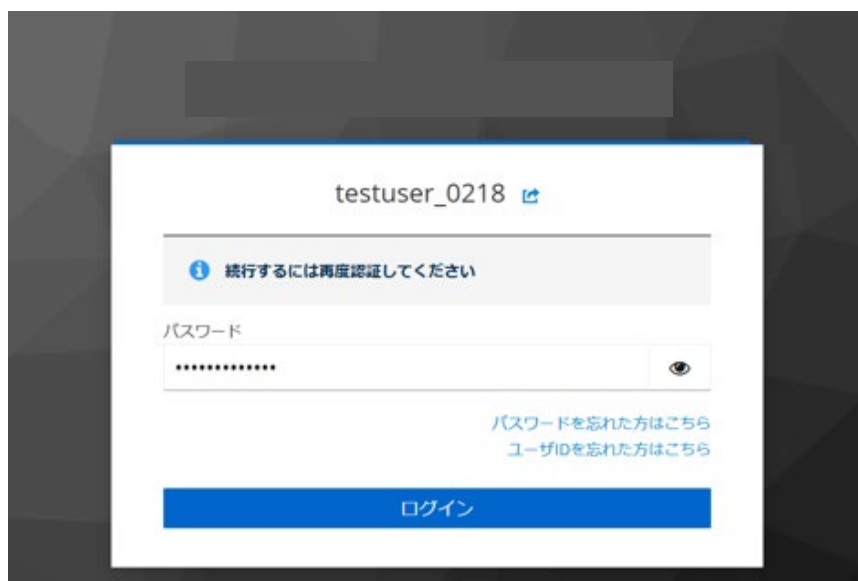 testuser_0218
続行するには再度認証してください
パスワード
•••••••••••••
パスワードを忘れた方はこちら
ユーザIDを忘れた方はこちら
ログイン